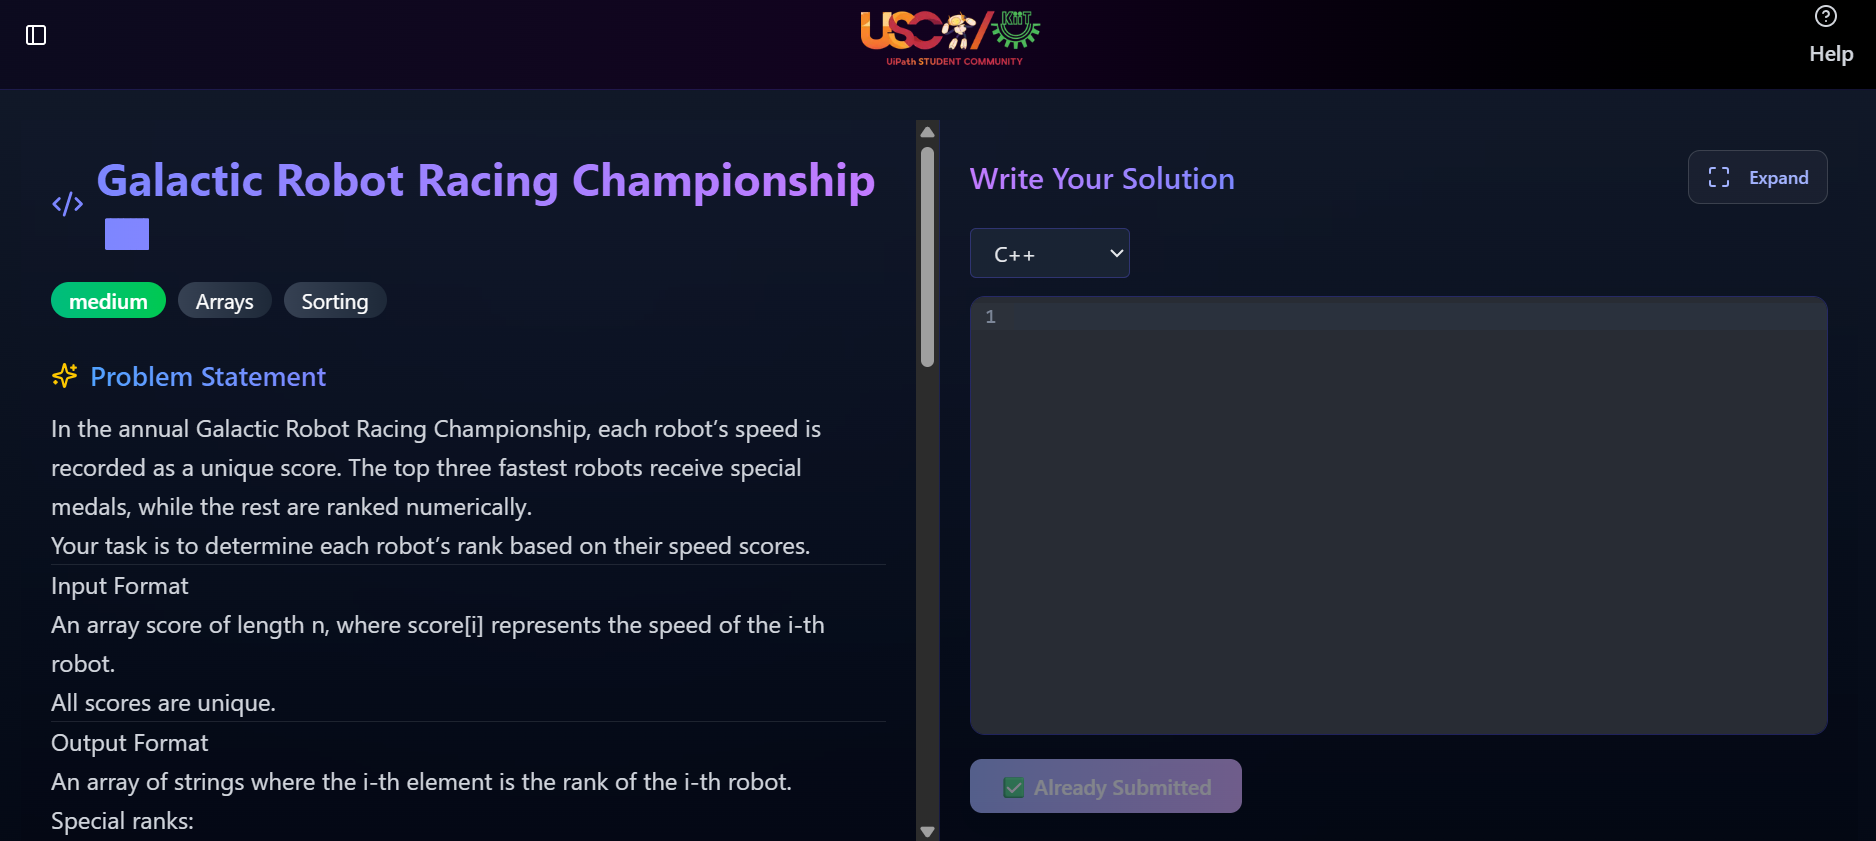 USC/KIIT
UiPath STUDENT COMMUNITY
Help
</> Galactic Robot Racing Championship
medium
Arrays
Sorting
Problem Statement
In the annual Galactic Robot Racing Championship, each robot’s speed is
recorded as a unique score. The top three fastest robots receive special
medals, while the rest are ranked numerically.
Your task is to determine each robot’s rank based on their speed scores.
Input Format
An array score of length n, where score[i] represents the speed of the i-th
robot.
All scores are unique.
Output Format
An array of strings where the i-th element is the rank of the i-th robot.
Special ranks:
Write Your Solution
Expand
C++
1
✅ Already Submitted